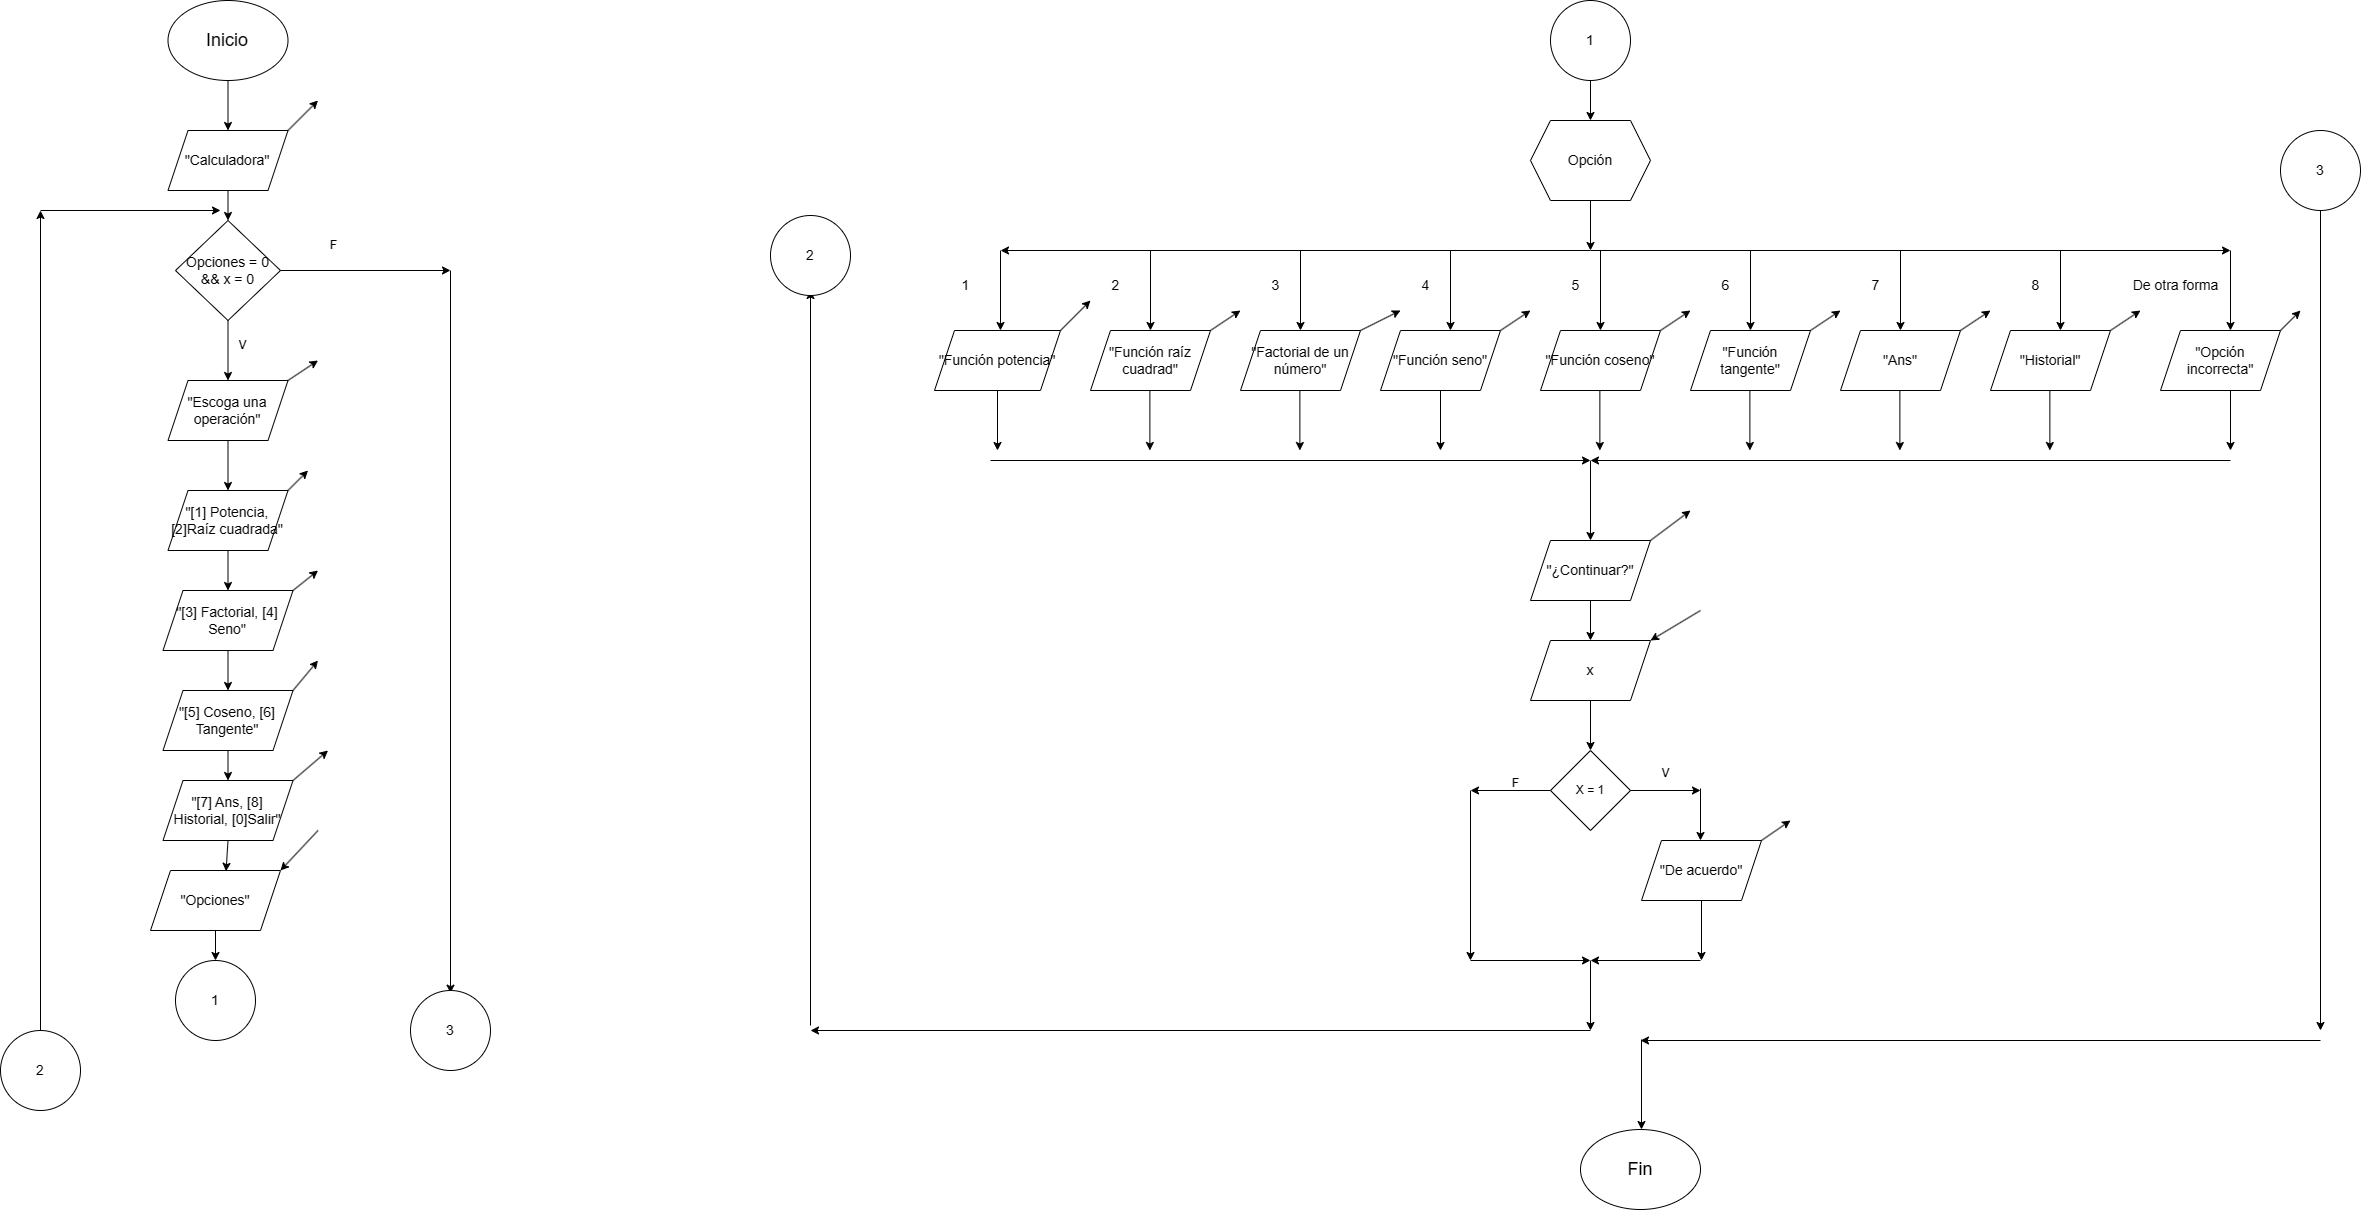 Inicio
"Calculadora"
F
Opciones = 0
&& x = 0
V
"Escoga una
operación"
"[1] Potencia,
[2]Raíz cuadrada"
"[3] Factorial, [4]
Seno"
"[5] Coseno, [6]
Tangente"
"[7] Ans, [8]
Historial, [0]Salir"
"Opciones"
1
3
2
2
1
Opción
1
2
3
4
5
6
7
8
De otra forma
"Función potencia"
"Función raíz
cuadrad"
"Factorial de un
número"
"Función seno"
"Función coseno"
"Función
tangente"
"Ans"
"Historial"
"Opción
incorrecta"
"¿Continuar?"
x
F
X = 1
V
"De acuerdo"
3
Fin